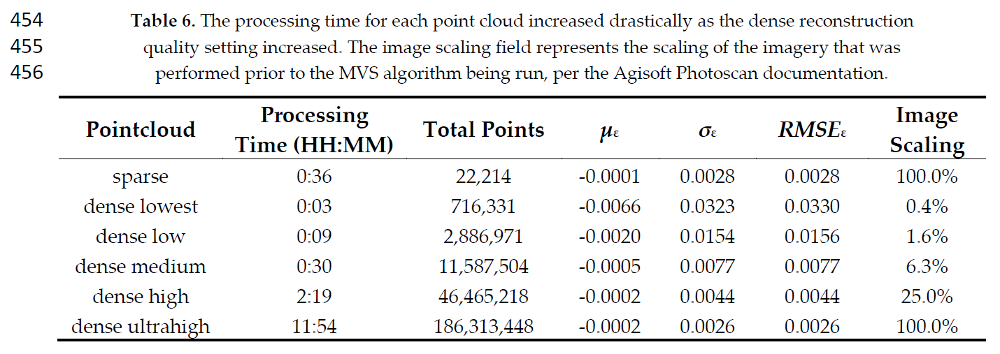 454 Table 6. The processing time for each point cloud increased drastically as the dense reconstruction
455 quality setting increased. The image scaling field represents the scaling of the imagery that was
456 performed prior to the MVS algorithm being run, per the Agisoft Photoscan documentation.
Pointcloud Processing Time (HH:MM) Total Points με σε RMSEε Image Scaling
sparse 0:36 22,214 -0.0001 0.0028 0.0028 100.0%
dense lowest 0:03 716,331 -0.0066 0.0323 0.0330 0.4%
dense low 0:09 2,886,971 -0.0020 0.0154 0.0156 1.6%
dense medium 0:30 11,587,504 -0.0005 0.0077 0.0077 6.3%
dense high 2:19 46,465,218 -0.0002 0.0044 0.0044 25.0%
dense ultrahigh 11:54 186,313,448 -0.0002 0.0026 0.0026 100.0%